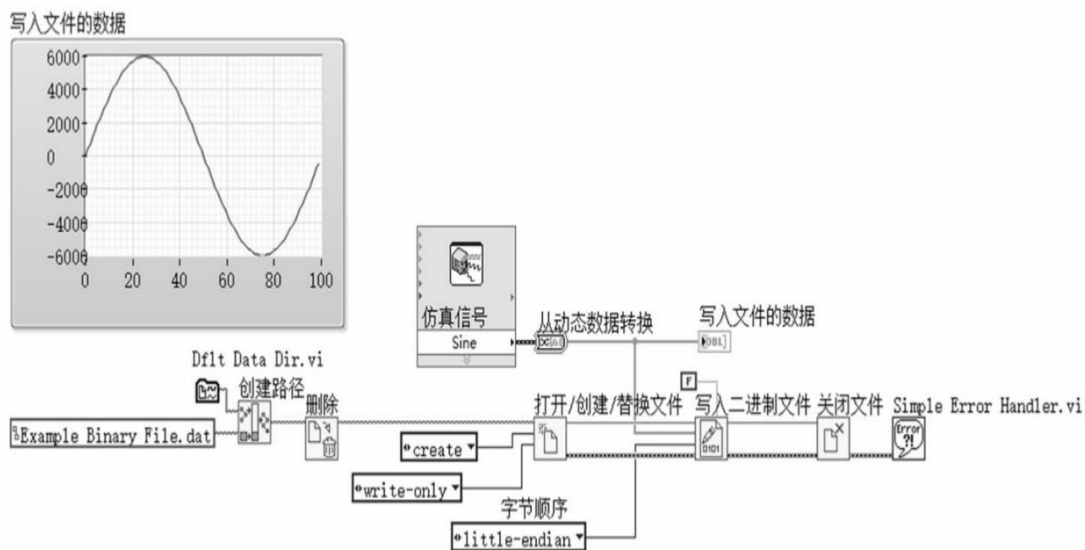 写入文件的数据
6000
4000
2000
0
-2000
-4000
-6000
0 20 40 60 80 100
仿真信号
Sine
从动态数据转换
写入文件的数据
DBL
Dflt Data Dir.vi
创建路径
删除
Example Binary File.dat
打开/创建/替换文件
F
写入二进制文件
0101
关闭文件
Simple Error Handler.vi
Error
?!
create
write-only
字节顺序
little-endian